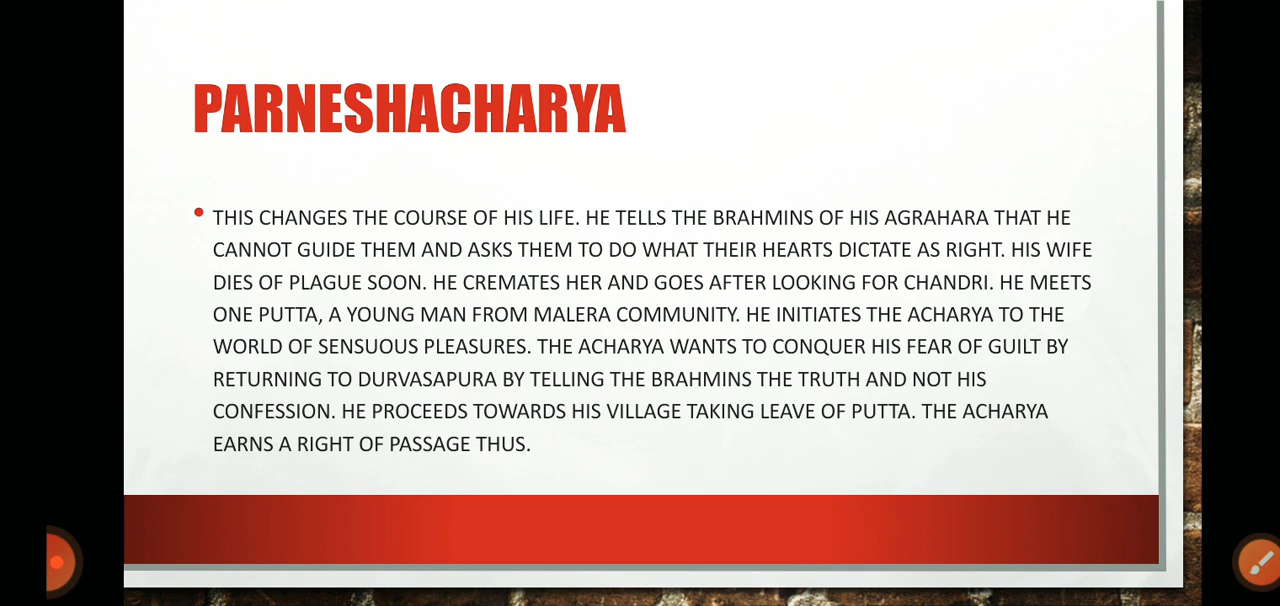 PARNESHACHARYA
• THIS CHANGES THE COURSE OF HIS LIFE. HE TELLS THE BRAHMINS OF HIS AGRAHARA THAT HE
CANNOT GUIDE THEM AND ASKS THEM TO DO WHAT THEIR HEARTS DICTATE AS RIGHT. HIS WIFE
DIES OF PLAGUE SOON. HE CREMATES HER AND GOES AFTER LOOKING FOR CHANDRI. HE MEETS
ONE PUTTA, A YOUNG MAN FROM MALERA COMMUNITY. HE INITIATES THE ACHARYA TO THE
WORLD OF SENSUOUS PLEASURES. THE ACHARYA WANTS TO CONQUER HIS FEAR OF GUILT BY
RETURNING TO DURVASAPURA BY TELLING THE BRAHMINS THE TRUTH AND NOT HIS
CONFESSION. HE PROCEEDS TOWARDS HIS VILLAGE TAKING LEAVE OF PUTTA. THE ACHARYA
EARNS A RIGHT OF PASSAGE THUS.